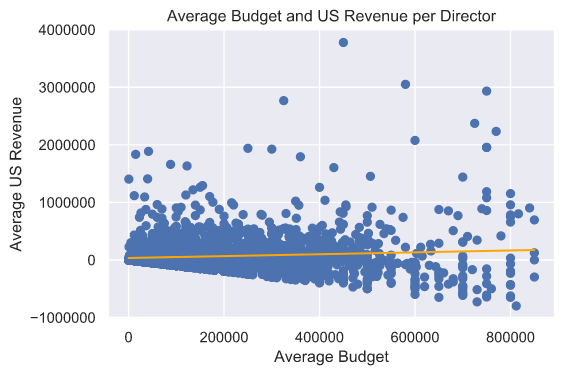 Average Budget and US Revenue per Director
4000000
3000000
2000000
1000000
0
−1000000
Average US Revenue
0 200000 400000 600000 800000
Average Budget